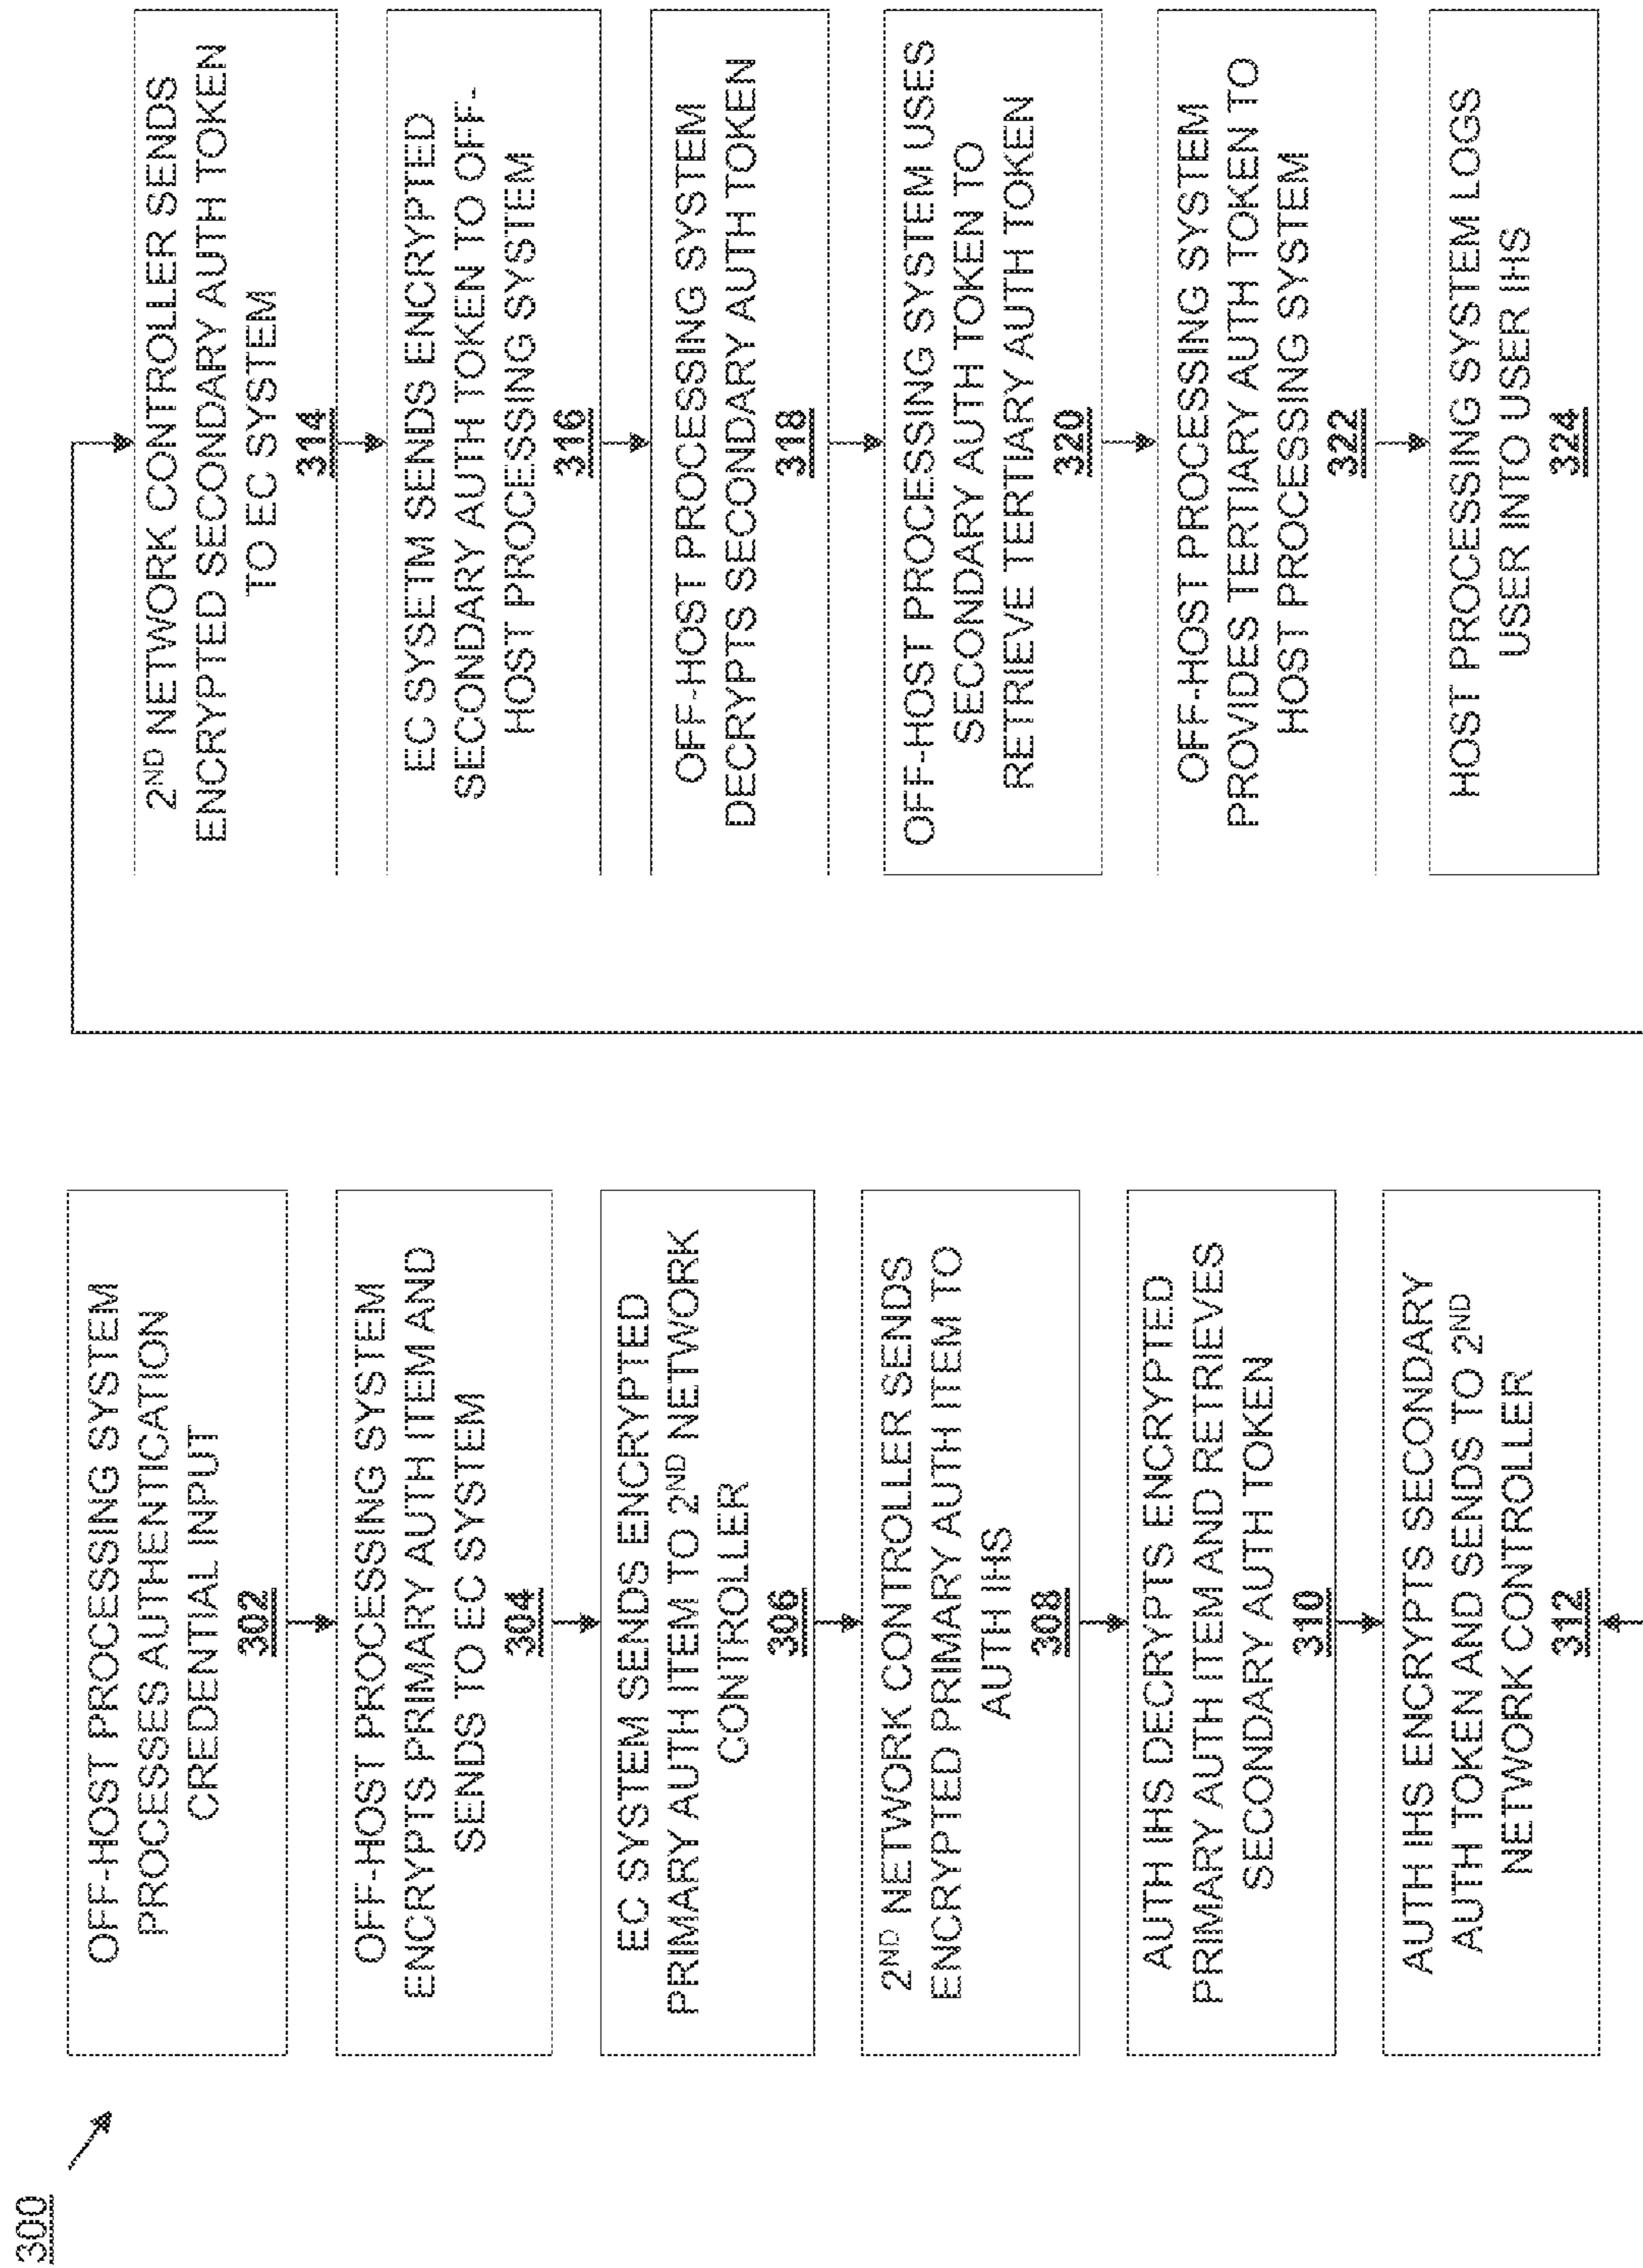 300
OFF-HOST PROCESSING SYSTEM
PROCESSES AUTHENTICATION
CREDENTIAL INPUT
302
OFF-HOST PROCESSING SYSTEM
ENCRYPTS PRIMARY AUTH ITEM AND
SENDS TO EC SYSTEM
304
EC SYSTEM SENDS ENCRYPTED
PRIMARY AUTH ITEM TO 2ND NETWORK
CONTROLLER
306
2ND NETWORK CONTROLLER SENDS
ENCRYPTED PRIMARY AUTH ITEM TO
AUTH IHS
308
AUTH IHS DECRYPTS ENCRYPTED
PRIMARY AUTH ITEM AND RETRIEVES
SECONDARY AUTH TOKEN
310
AUTH IHS ENCRYPTS SECONDARY
AUTH TOKEN AND SENDS TO 2ND
NETWORK CONTROLLER
312
2ND NETWORK CONTROLLER SENDS
ENCRYPTED SECONDARY AUTH TOKEN
TO EC SYSTEM
314
EC SYSETM SENDS ENCRYPTED
SECONDARY AUTH TOKEN TO OFF-
HOST PROCESSING SYSTEM
316
OFF-HOST PROCESSING SYSTEM
DECRYPTS SECONDARY AUTH TOKEN
318
OFF-HOST PROCESSING SYSTEM USES
SECONDARY AUTH TOKEN TO
RETRIEVE TERTIARY AUTH TOKEN
320
OFF-HOST PROCESSING SYSTEM
PROVIDES TERTIARY AUTH TOKEN TO
HOST PROCESSING SYSTEM
322
HOST PROCESSING SYSTEM LOGS
USER INTO USER IHS
324